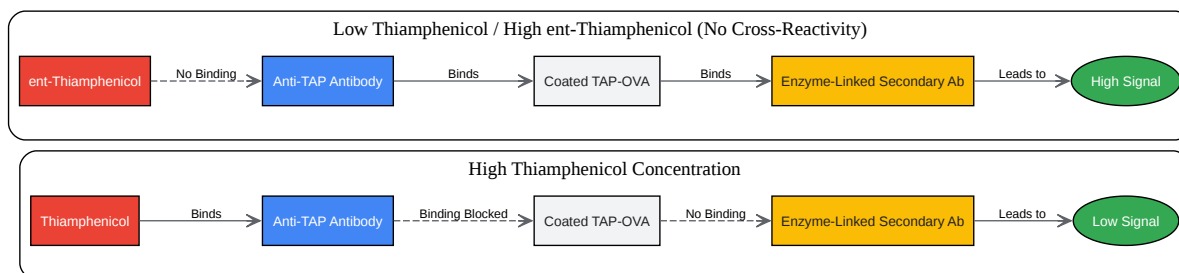 Low Thiamphenicol / High ent-Thiamphenicol (No Cross-Reactivity)
ent-Thiamphenicol
No Binding
Anti-TAP Antibody
Binds
Coated TAP-OVA
Binds
Enzyme-Linked Secondary Ab
Leads to
High Signal
High Thiamphenicol Concentration
Thiamphenicol
Binds
Anti-TAP Antibody
Binding Blocked
Coated TAP-OVA
No Binding
Enzyme-Linked Secondary Ab
Leads to
Low Signal